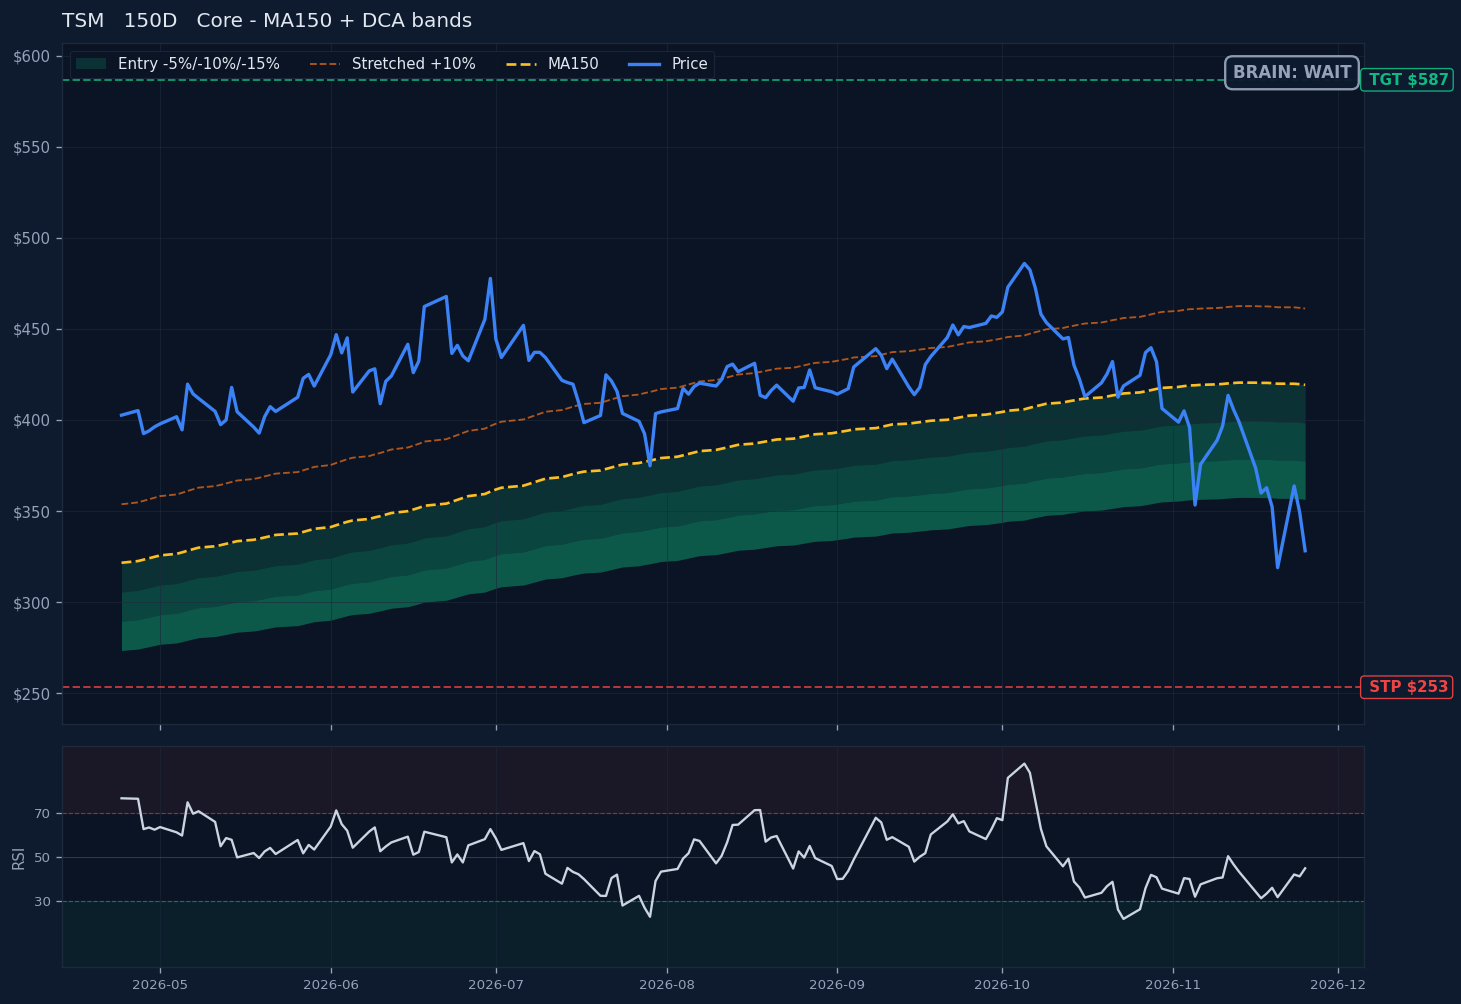 TSM 150D Core - MA150 + DCA bands
Entry -5%/-10%/-15%
Stretched +10%
MA150
Price
BRAIN: WAIT
TGT $587
$600
$550
$500
$450
$400
$350
$300
$250
STP $253
RSI
70
50
30
2026-05
2026-06
2026-07
2026-08
2026-09
2026-10
2026-11
2026-12